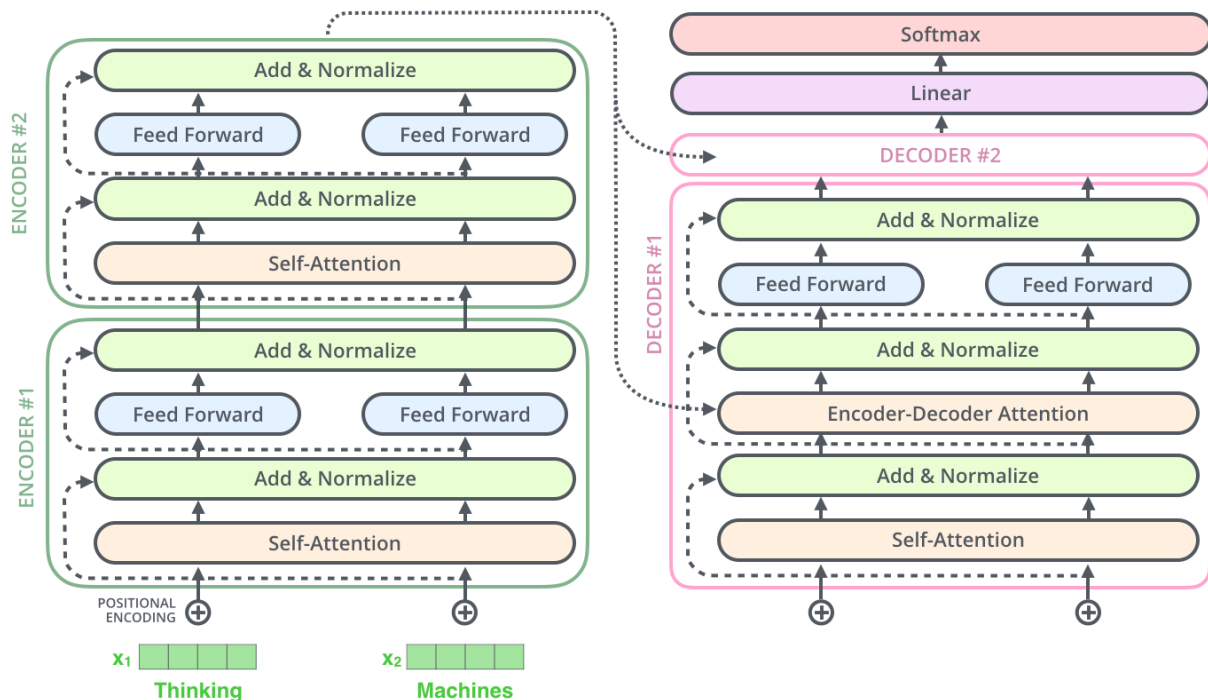 ENCODER #2
Add & Normalize
Feed Forward
Feed Forward
Add & Normalize
Self-Attention
ENCODER #1
Add & Normalize
Feed Forward
Feed Forward
Add & Normalize
Self-Attention
POSITIONAL
ENCODING
x1
x2
Thinking
Machines
Softmax
Linear
DECODER #2
DECODER #1
Add & Normalize
Feed Forward
Feed Forward
Add & Normalize
Encoder-Decoder Attention
Add & Normalize
Self-Attention